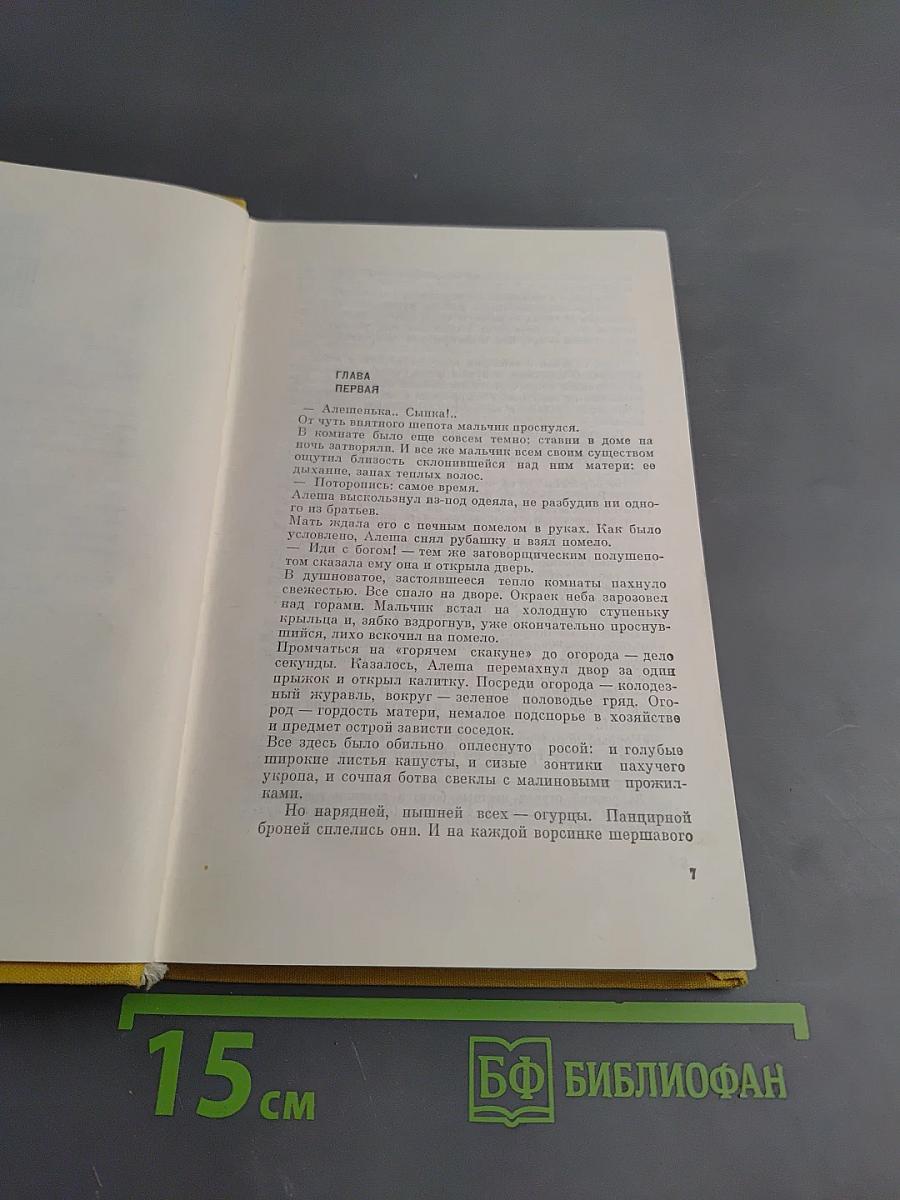 ГЛАВА
ПЕРВАЯ
— Алешенька.. Сынка!..
От чуть внятного шепота мальчик проснулся.
В комнате было еще совсем темно: ставни в доме на
ночь затворяли. И все же мальчик всем своим существом
ощутил близость склонившейся над ним матери: ее
дыхание, запах теплых волос.
— Поторопись: самое время.
Алеша выскользнул из-под одеяла, не разбудив ни одно-
го из братьев.
Мать ждала его с печным помелом в руках. Как было
условлено, Алеша снял рубашку и взял помело.
— Иди с богом! — тем же заговорщическим полушепо-
том сказала ему она и открыла дверь.
В душноватое, застоявшееся тепло комнаты пахнуло
свежестью. Все спало на дворе. Окраек неба зарозовел
над горами. Мальчик встал на холодную ступеньку
крыльца и, зябко вздрогнув, уже окончательно проснув-
шийся, лихо вскочил на помело.
Промчаться на «горячем скакуне» до огорода — дело
секунды. Казалось, Алеша перемахнул двор за один
прыжок и открыл калитку. Посреди огорода — колодез-
ный журавль, вокруг — зеленое половодье гряд. Ого-
род — гордость матери, немалое подспорье в хозяйстве
и предмет острой зависти соседок.
Все здесь было обильно оплеснуто росой: и голубые
широкие листья капусты, и сизые зонтики пахучего
укропа, и сочная ботва свеклы с малиновыми прожил-
ками.
Но нарядней, пышней всех — огурцы. Панцирной
броней сплелись они. И на каждой ворсинке шершавого
7
15 см
БФ БИБЛИОФАН